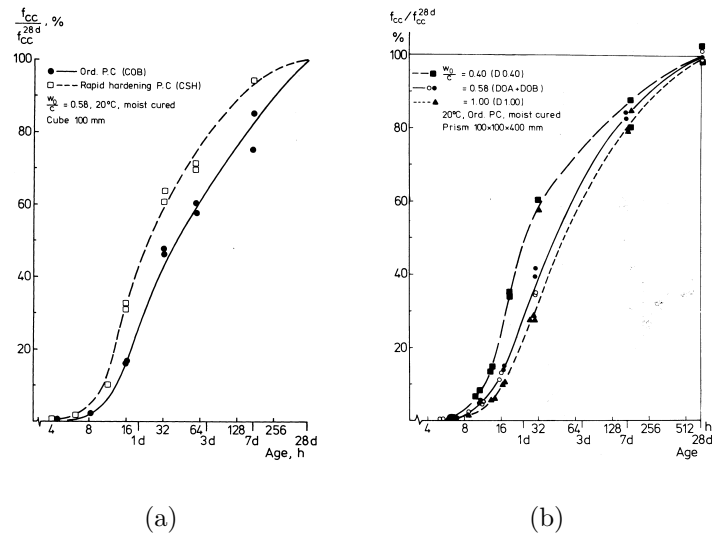 f_cc / f_cc^28d , %
100
80
60
40
20
● Ord. P.C (COB)
□ Rapid hardening P.C (CSH)
w_o/c = 0.58, 20°C, moist cured
Cube 100 mm
4 8 16 32 64 128 256
1d 3d 7d 28d
Age, h
(a)
f_cc / f_cc^28d
%
100
80
60
40
20
■ w_o/c = 0.40 (D 0.40)
○● = 0.58 (DOA+DOB)
▲ = 1.00 (D 1.00)
20°C, Ord. PC, moist cured
Prism 100×100×400 mm
4 8 16 32 64 128 256 512 h
1d 3d 7d 28d
Age
(b)